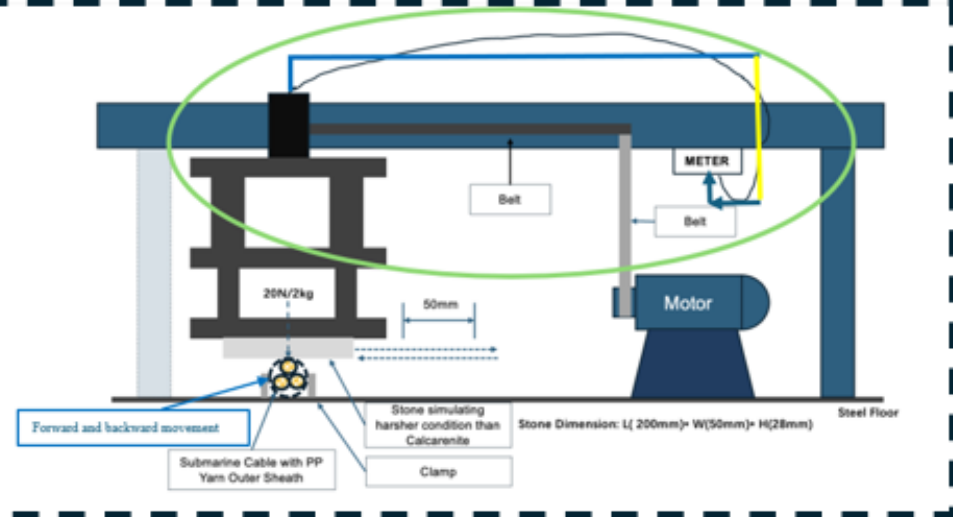 METER
Belt
Belt
20N/2kg
50mm
Motor
Forward and backward movement
Stone simulating
harsher condition than
Calcarenite
Stone Dimension: L( 200mm)* W(50mm)* H(28mm)
Steel Floor
Submarine Cable with PP
Yarn Outer Sheath
Clamp